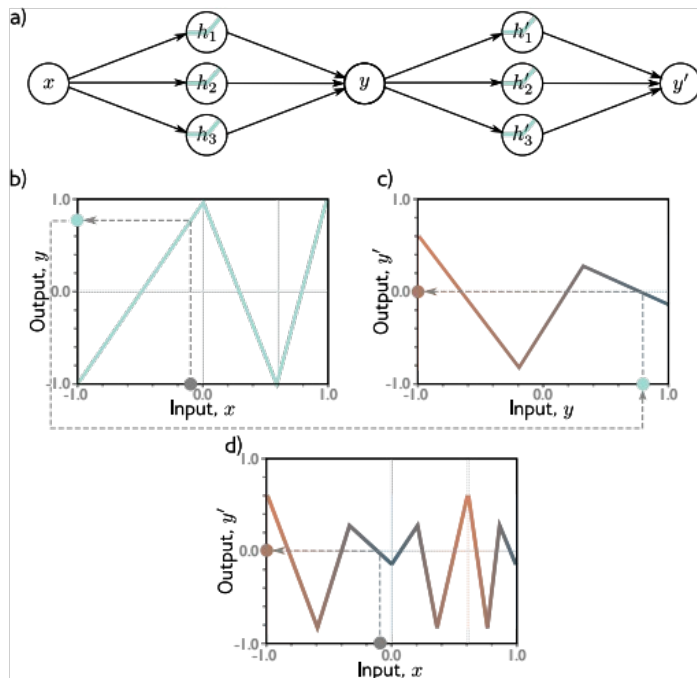 a)
x h₁ h₂ h₃ y h′₁ h′₂ h′₃ y′
b)
1.0
0.0
-1.0
Output, y
-1.0 0.0 1.0
Input, x
c)
1.0
0.0
-1.0
Output, y′
-1.0 0.0 1.0
Input, y
d)
1.0
0.0
-1.0
Output, y′
-1.0 0.0 1.0
Input, x